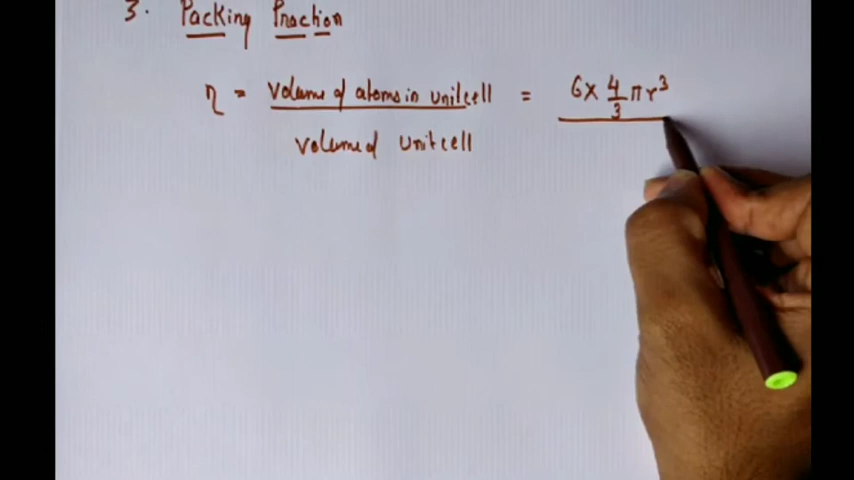 3. Packing Fraction
η = volume of atoms in unitcell / volume of unitcell = 6 × 4/3 πr³